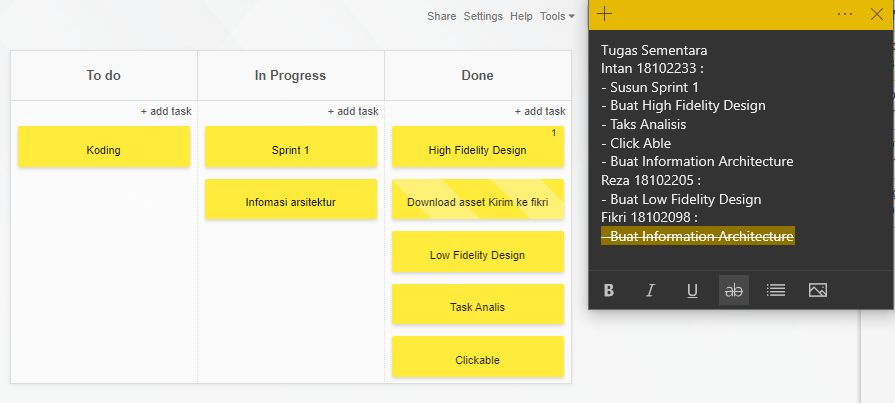 Share Settings Help Tools
To do
In Progress
Done
+ add task
+ add task
+ add task
Koding
Sprint 1
1
High Fidelity Design
Infomasi arsitektur
Download asset Kirim ke fikri
Low Fidelity Design
Task Analis
Clickable
Tugas Sementara
Intan 18102233 :
- Susun Sprint 1
- Buat High Fidelity Design
- Taks Analisis
- Click Able
- Buat Information Architecture
Reza 18102205 :
- Buat Low Fidelity Design
Fikri 18102098 :
- Buat Information Architecture
B I U ab